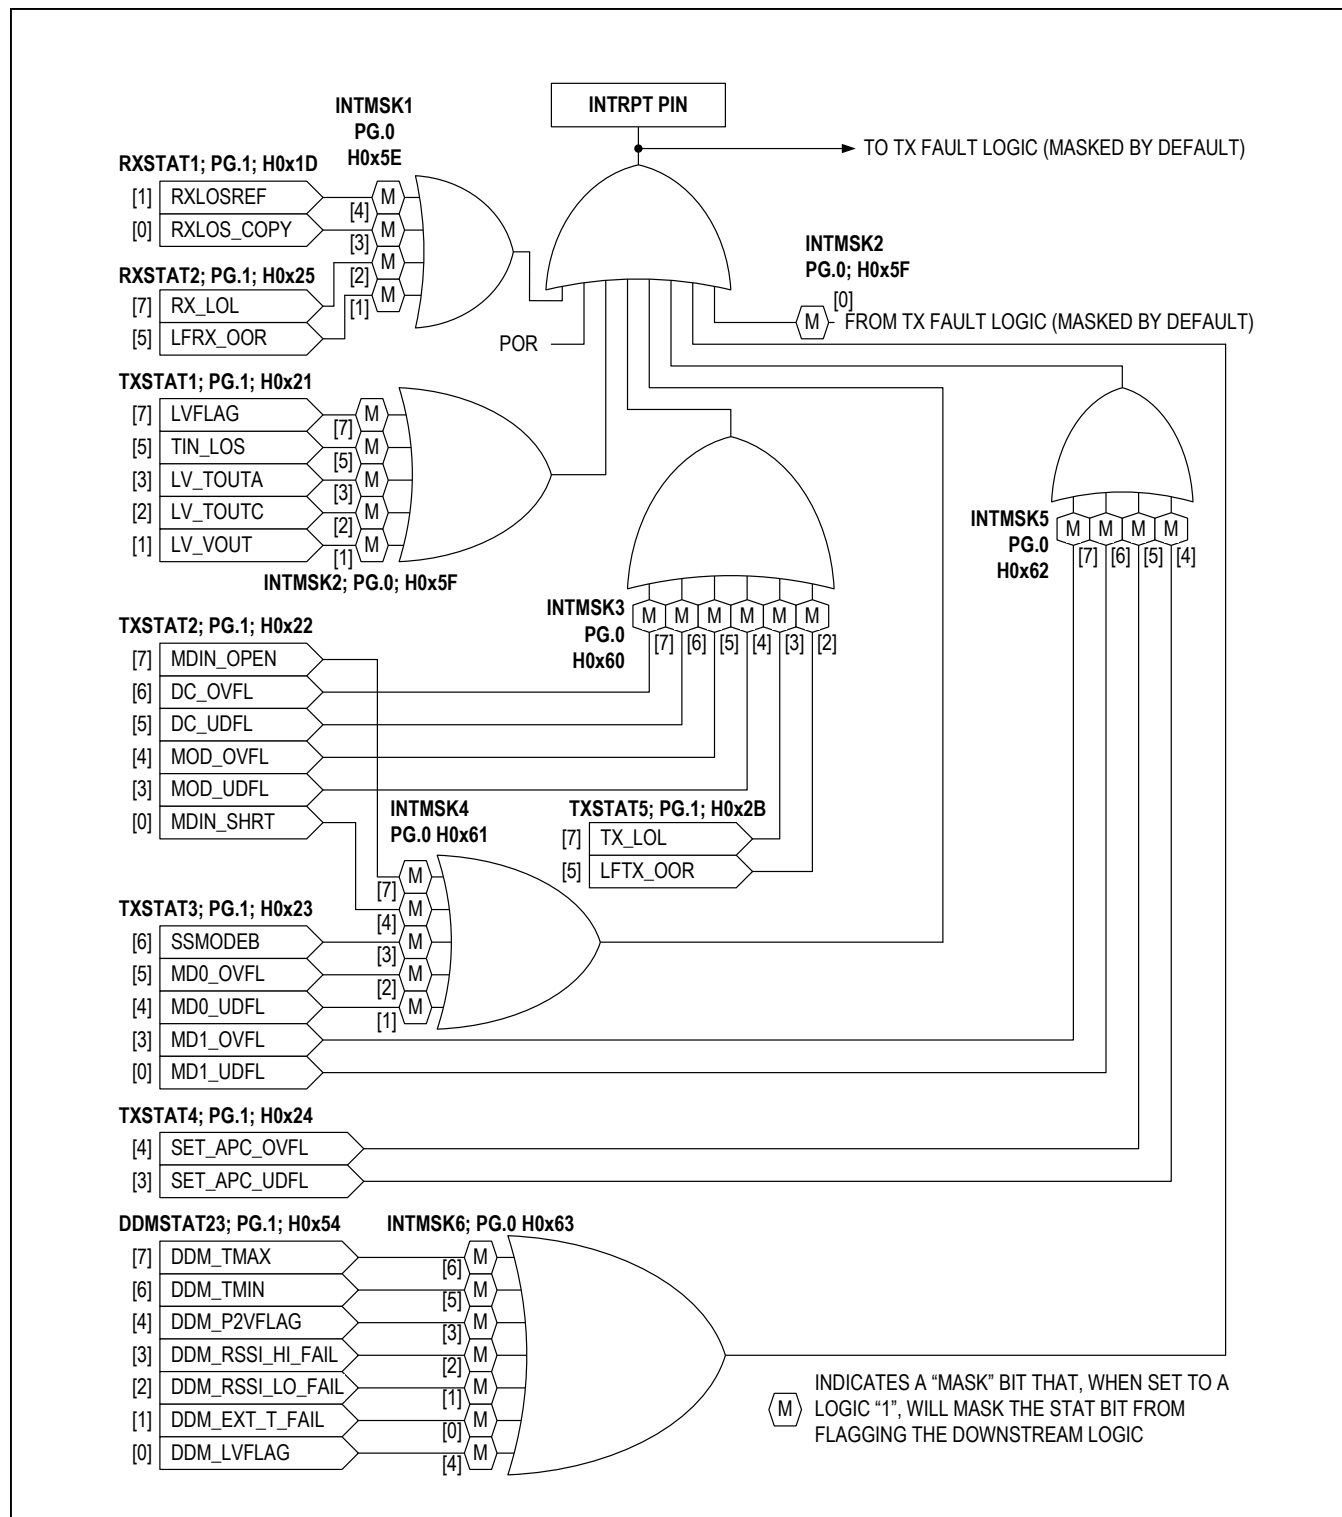 INTRPT PIN
TO TX FAULT LOGIC (MASKED BY DEFAULT)
INTMSK1
PG.0
H0x5E
RXSTAT1; PG.1; H0x1D
[1] RXLOSREF M
[4]
[0] RXLOS_COPY M
[3]
RXSTAT2; PG.1; H0x25
M
[2]
[7] RX_LOL M
[1]
[5] LFRX_OOR
POR
INTMSK2
PG.0; H0x5F
[0]
M FROM TX FAULT LOGIC (MASKED BY DEFAULT)
TXSTAT1; PG.1; H0x21
[7] LVFLAG M
[7]
[5] TIN_LOS M
[5]
[3] LV_TOUTA M
[3]
[2] LV_TOUTC M
[2]
[1] LV_VOUT M
[1]
INTMSK2; PG.0; H0x5F
INTMSK5
PG.0
H0x62
M M M M
[7] [6] [5] [4]
INTMSK3
PG.0
H0x60
M M M M M M
[7] [6] [5] [4] [3] [2]
TXSTAT2; PG.1; H0x22
[7] MDIN_OPEN
[6] DC_OVFL
[5] DC_UDFL
[4] MOD_OVFL
[3] MOD_UDFL
[0] MDIN_SHRT
TXSTAT5; PG.1; H0x2B
[7] TX_LOL
[5] LFTX_OOR
INTMSK4
PG.0 H0x61
M
[7]
M
[4]
TXSTAT3; PG.1; H0x23
[6] SSMODEB M
[3]
[5] MD0_OVFL M
[2]
[4] MD0_UDFL M
[1]
[3] MD1_OVFL
[0] MD1_UDFL
TXSTAT4; PG.1; H0x24
[4] SET_APC_OVFL
[3] SET_APC_UDFL
DDMSTAT23; PG.1; H0x54
INTMSK6; PG.0 H0x63
[7] DDM_TMAX M
[6]
[6] DDM_TMIN M
[5]
[4] DDM_P2VFLAG M
[3]
[3] DDM_RSSI_HI_FAIL M
[2]
[2] DDM_RSSI_LO_FAIL M
[1]
[1] DDM_EXT_T_FAIL M
[0]
[0] DDM_LVFLAG M
[4]
M
INDICATES A “MASK” BIT THAT, WHEN SET TO A
LOGIC “1”, WILL MASK THE STAT BIT FROM
FLAGGING THE DOWNSTREAM LOGIC